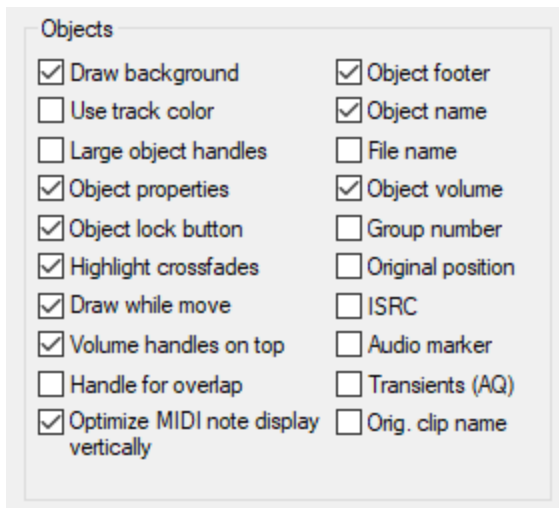 Objects
Draw background
Use track color
Large object handles
Object properties
Object lock button
Highlight crossfades
Draw while move
Volume handles on top
Handle for overlap
Optimize MIDI note display
vertically
Object footer
Object name
File name
Object volume
Group number
Original position
ISRC
Audio marker
Transients (AQ)
Orig. clip name